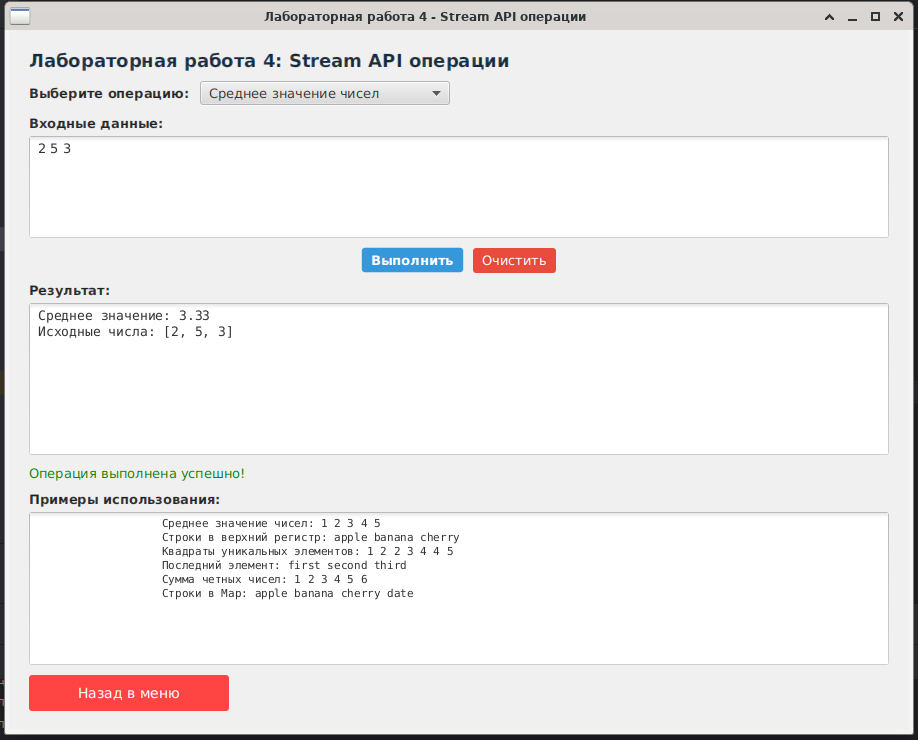 Лабораторная работа 4 - Stream API операции
Лабораторная работа 4: Stream API операции
Выберите операцию: Среднее значение чисел
Входные данные:
2 5 3
Выполнить Очистить
Результат:
Среднее значение: 3.33
Исходные числа: [2, 5, 3]
Операция выполнена успешно!
Примеры использования:
Среднее значение чисел: 1 2 3 4 5
Строки в верхний регистр: apple banana cherry
Квадраты уникальных элементов: 1 2 2 3 4 4 5
Последний элемент: first second third
Сумма четных чисел: 1 2 3 4 5 6
Строки в Map: apple banana cherry date
Назад в меню